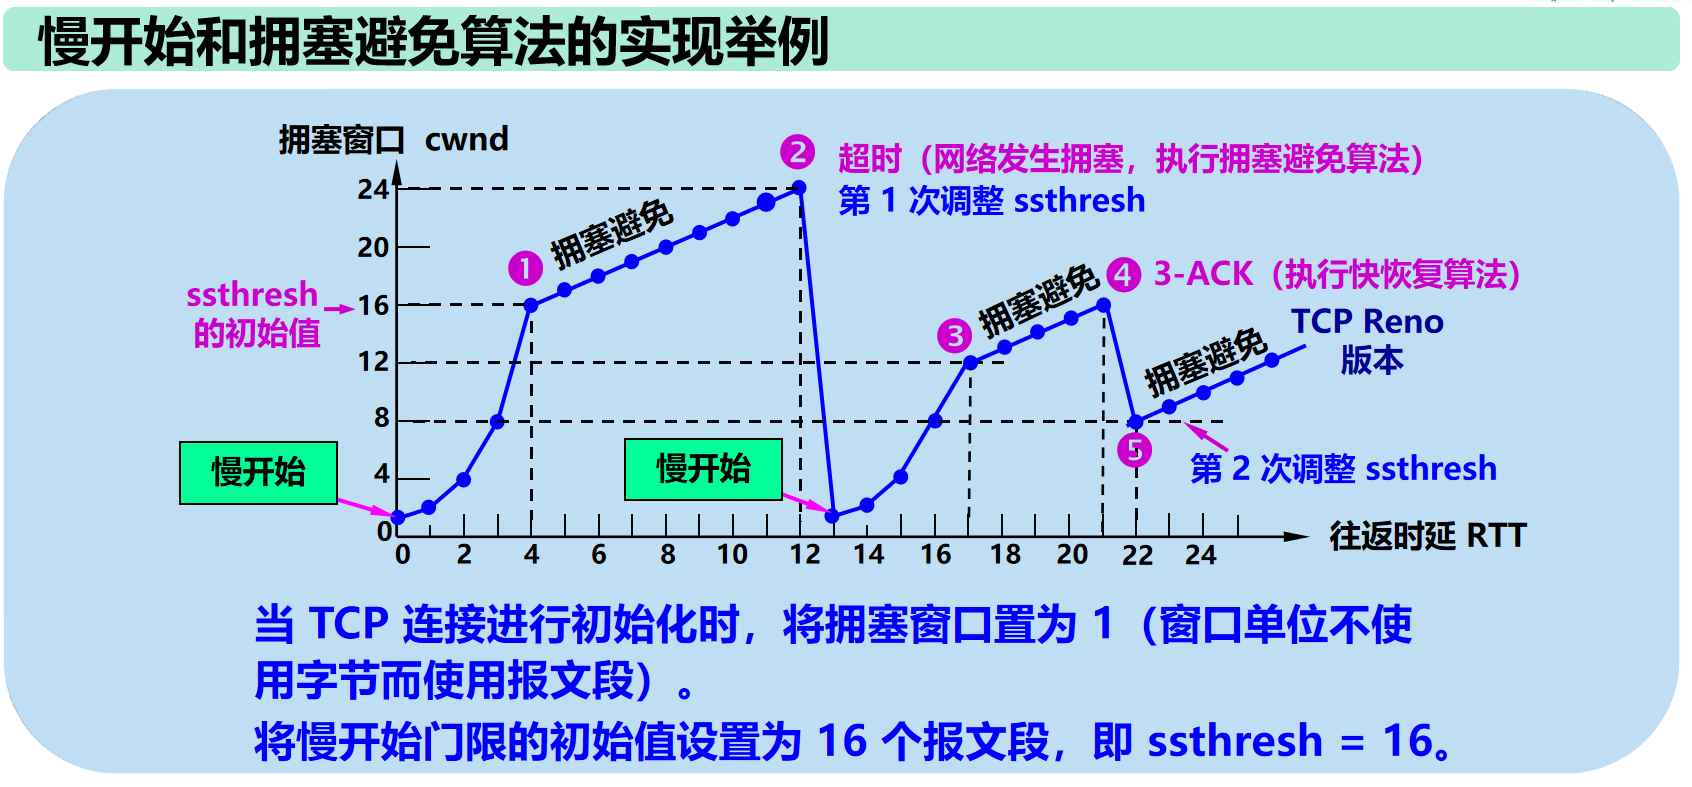 慢开始和拥塞避免算法的实现举例
拥塞窗口 cwnd
❷ 超时（网络发生拥塞，执行拥塞避免算法）
第 1 次调整 ssthresh
24
20
16
12
8
4
0
ssthresh
的初始值
❶
拥塞避免
❸
拥塞避免
❹ 3-ACK（执行快恢复算法）
TCP Reno
版本
拥塞避免
❺
第 2 次调整 ssthresh
慢开始
慢开始
0 2 4 6 8 10 12 14 16 18 20 22 24
往返时延 RTT
当 TCP 连接进行初始化时，将拥塞窗口置为 1（窗口单位不使
用字节而使用报文段）。
将慢开始门限的初始值设置为 16 个报文段，即 ssthresh = 16。